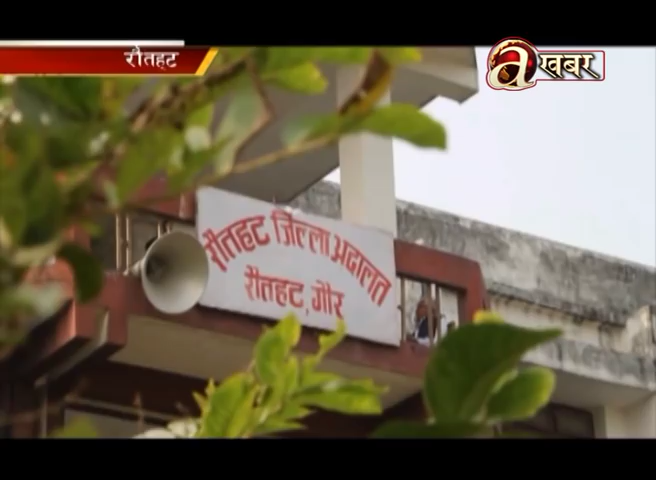 रौतहट
a खबर
रौतहट जिल्ला अदालत
रौतहट, गौर